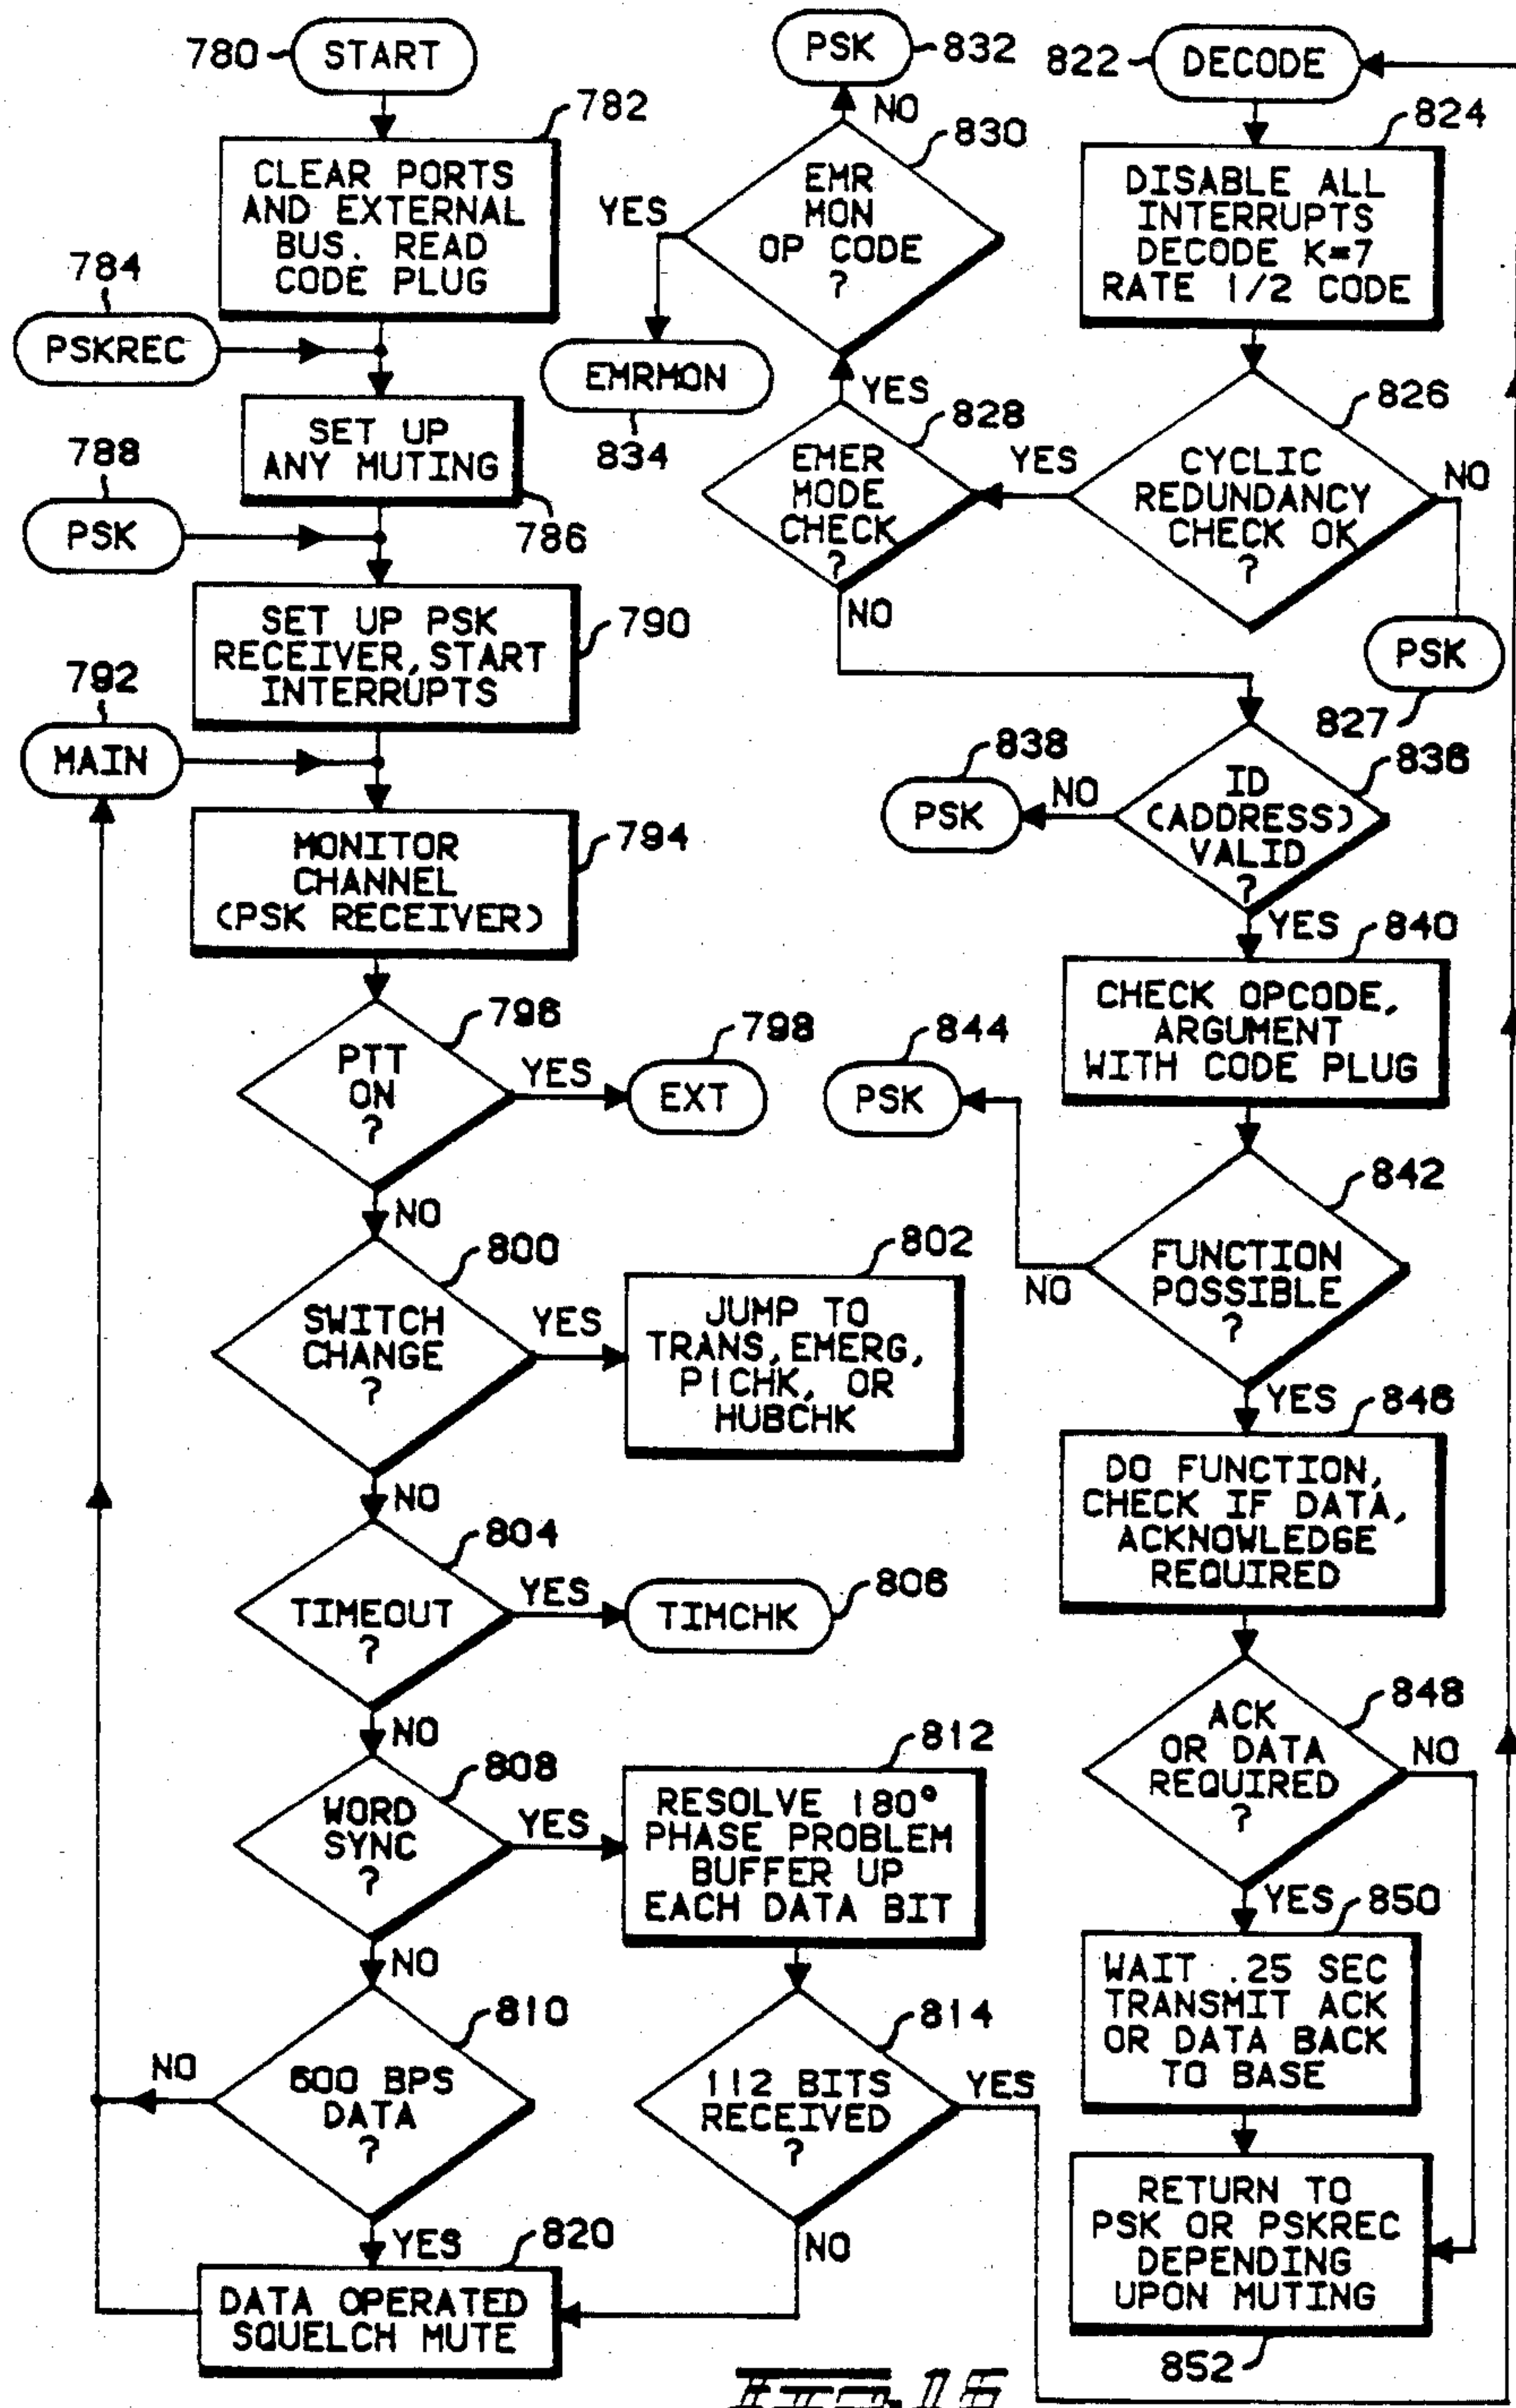 780
START
782
CLEAR PORTS
AND EXTERNAL
BUS. READ
CODE PLUG
784
PSKREC
SET UP
ANY MUTING
786
788
PSK
SET UP PSK
RECEIVER, START
INTERRUPTS
790
792
MAIN
MONITOR
CHANNEL
(PSK RECEIVER)
794
PTT
ON
?
796
YES
798
EXT
NO
800
SWITCH
CHANGE
?
YES
802
JUMP TO
TRANS, EMERG,
PICHK, OR
HUBCHK
NO
804
TIMEOUT
?
YES
TIMCHK
806
NO
808
WORD
SYNC
?
YES
812
RESOLVE 180°
PHASE PROBLEM
BUFFER UP
EACH DATA BIT
NO
810
600 BPS
DATA
?
NO
YES
814
112 BITS
RECEIVED
?
YES
NO
820
DATA OPERATED
SQUELCH MUTE
PSK
832
NO
830
EMR
MON
OP CODE
?
YES
EMRMON
834
YES
828
EMER
MODE
CHECK
?
NO
822
DECODE
824
DISABLE ALL
INTERRUPTS
DECODE K=7
RATE 1/2 CODE
826
CYCLIC
REDUNDANCY
CHECK OK
?
YES
NO
PSK
827
836
ID
(ADDRESS)
VALID
?
NO
838
PSK
YES
840
CHECK OPCODE,
ARGUMENT
WITH CODE PLUG
844
PSK
842
FUNCTION
POSSIBLE
?
NO
YES
846
DO FUNCTION,
CHECK IF DATA,
ACKNOWLEDGE
REQUIRED
848
ACK
OR DATA
REQUIRED
?
NO
YES
850
WAIT .25 SEC
TRANSMIT ACK
OR DATA BACK
TO BASE
RETURN TO
PSK OR PSKREC
DEPENDING
UPON MUTING
852
FIG. 16